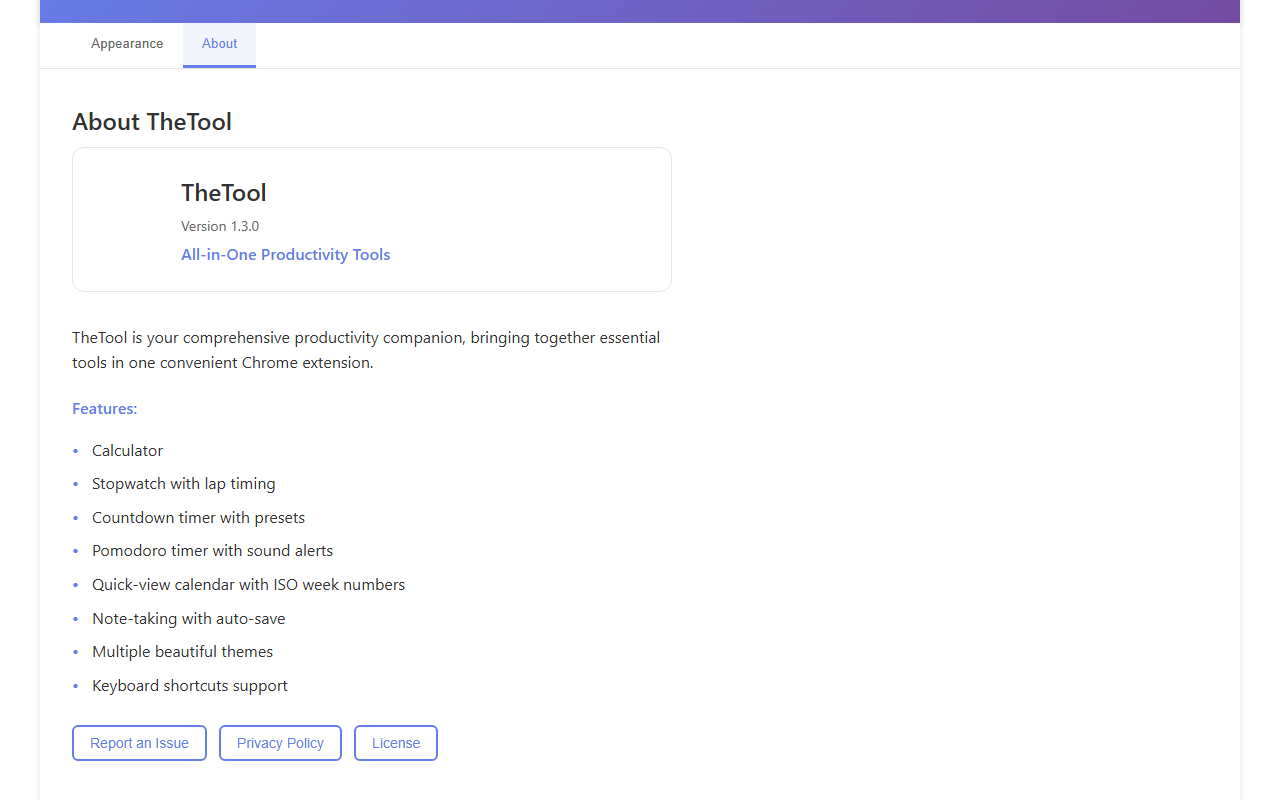 Appearance About
About TheTool
TheTool
Version 1.3.0
All-in-One Productivity Tools
TheTool is your comprehensive productivity companion, bringing together essential
tools in one convenient Chrome extension.
Features:
• Calculator
• Stopwatch with lap timing
• Countdown timer with presets
• Pomodoro timer with sound alerts
• Quick-view calendar with ISO week numbers
• Note-taking with auto-save
• Multiple beautiful themes
• Keyboard shortcuts support
Report an Issue Privacy Policy License